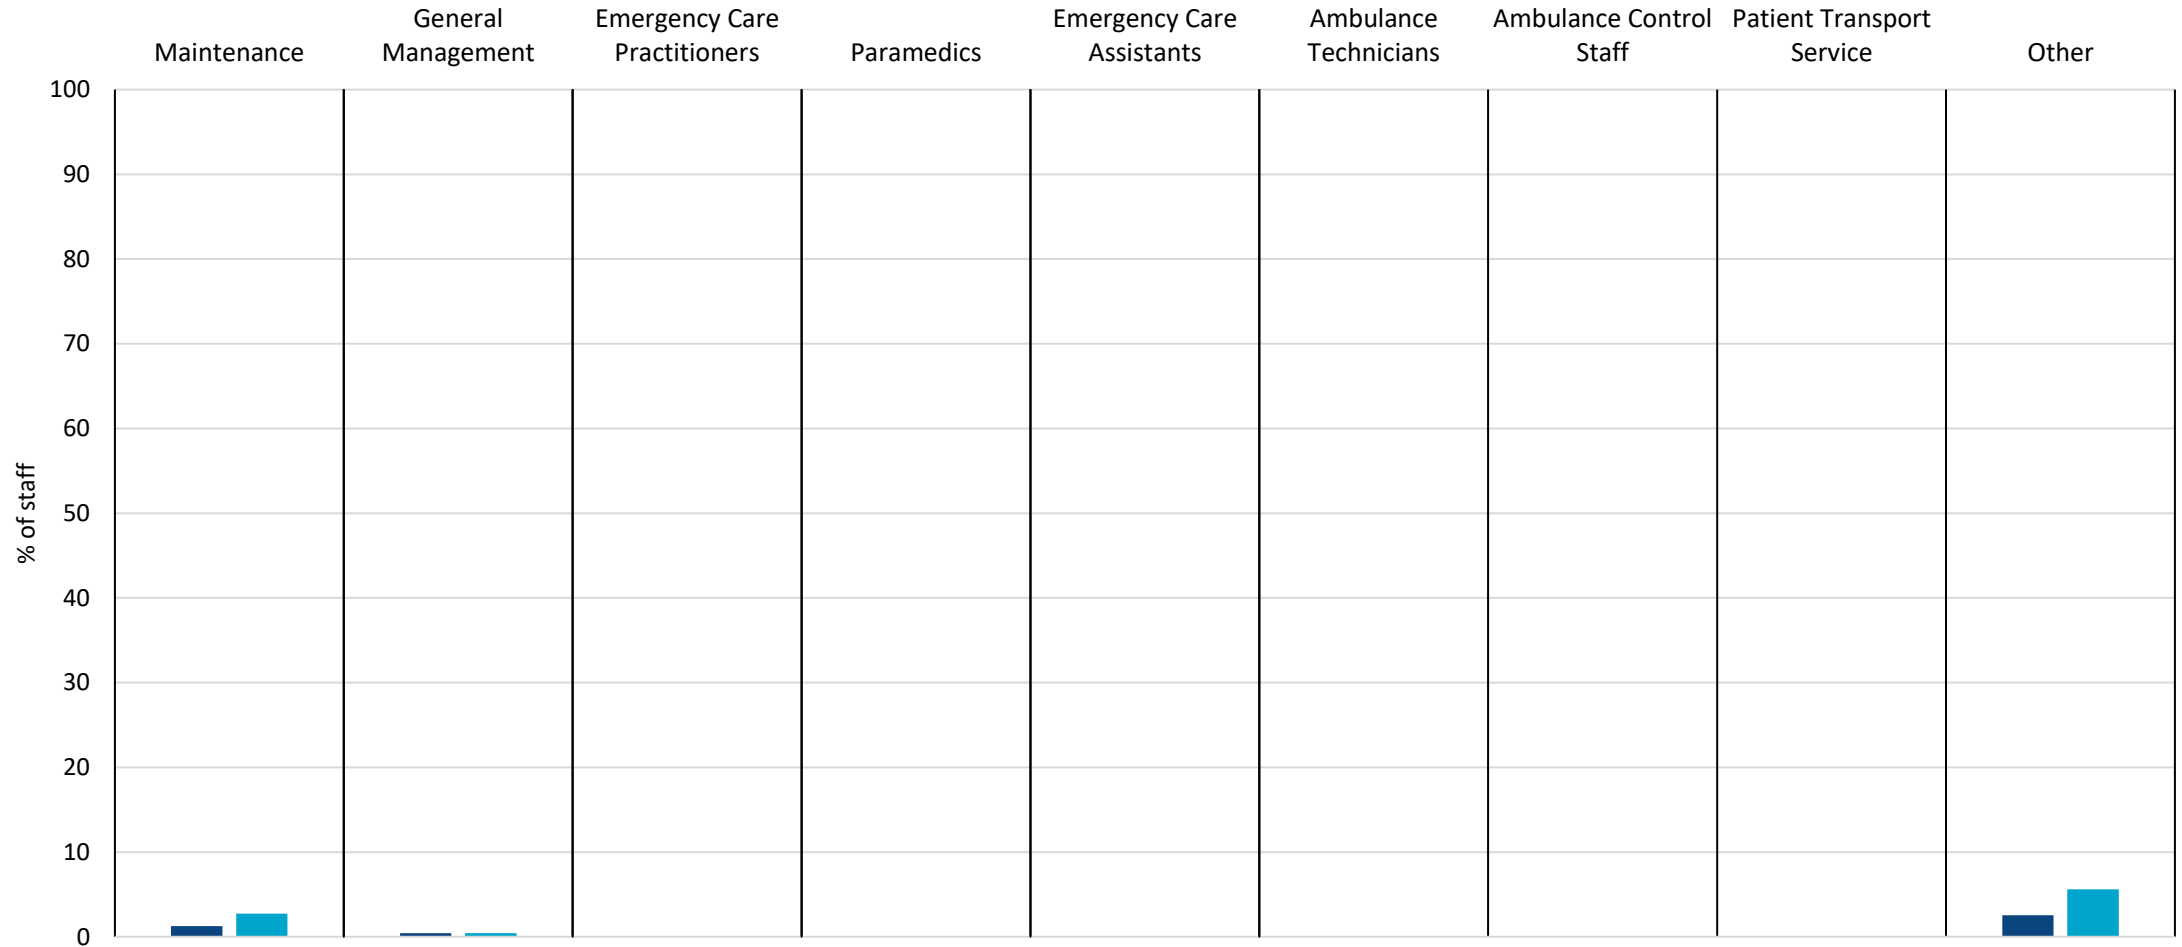 General
Emergency Care
Emergency Care
Ambulance
Ambulance Control
Patient Transport
Maintenance
Management
Practitioners
Paramedics
Assistants
Technicians
Staff
Service
Other
100
90
80
70
60
50
40
30
20
10
0
% of staff